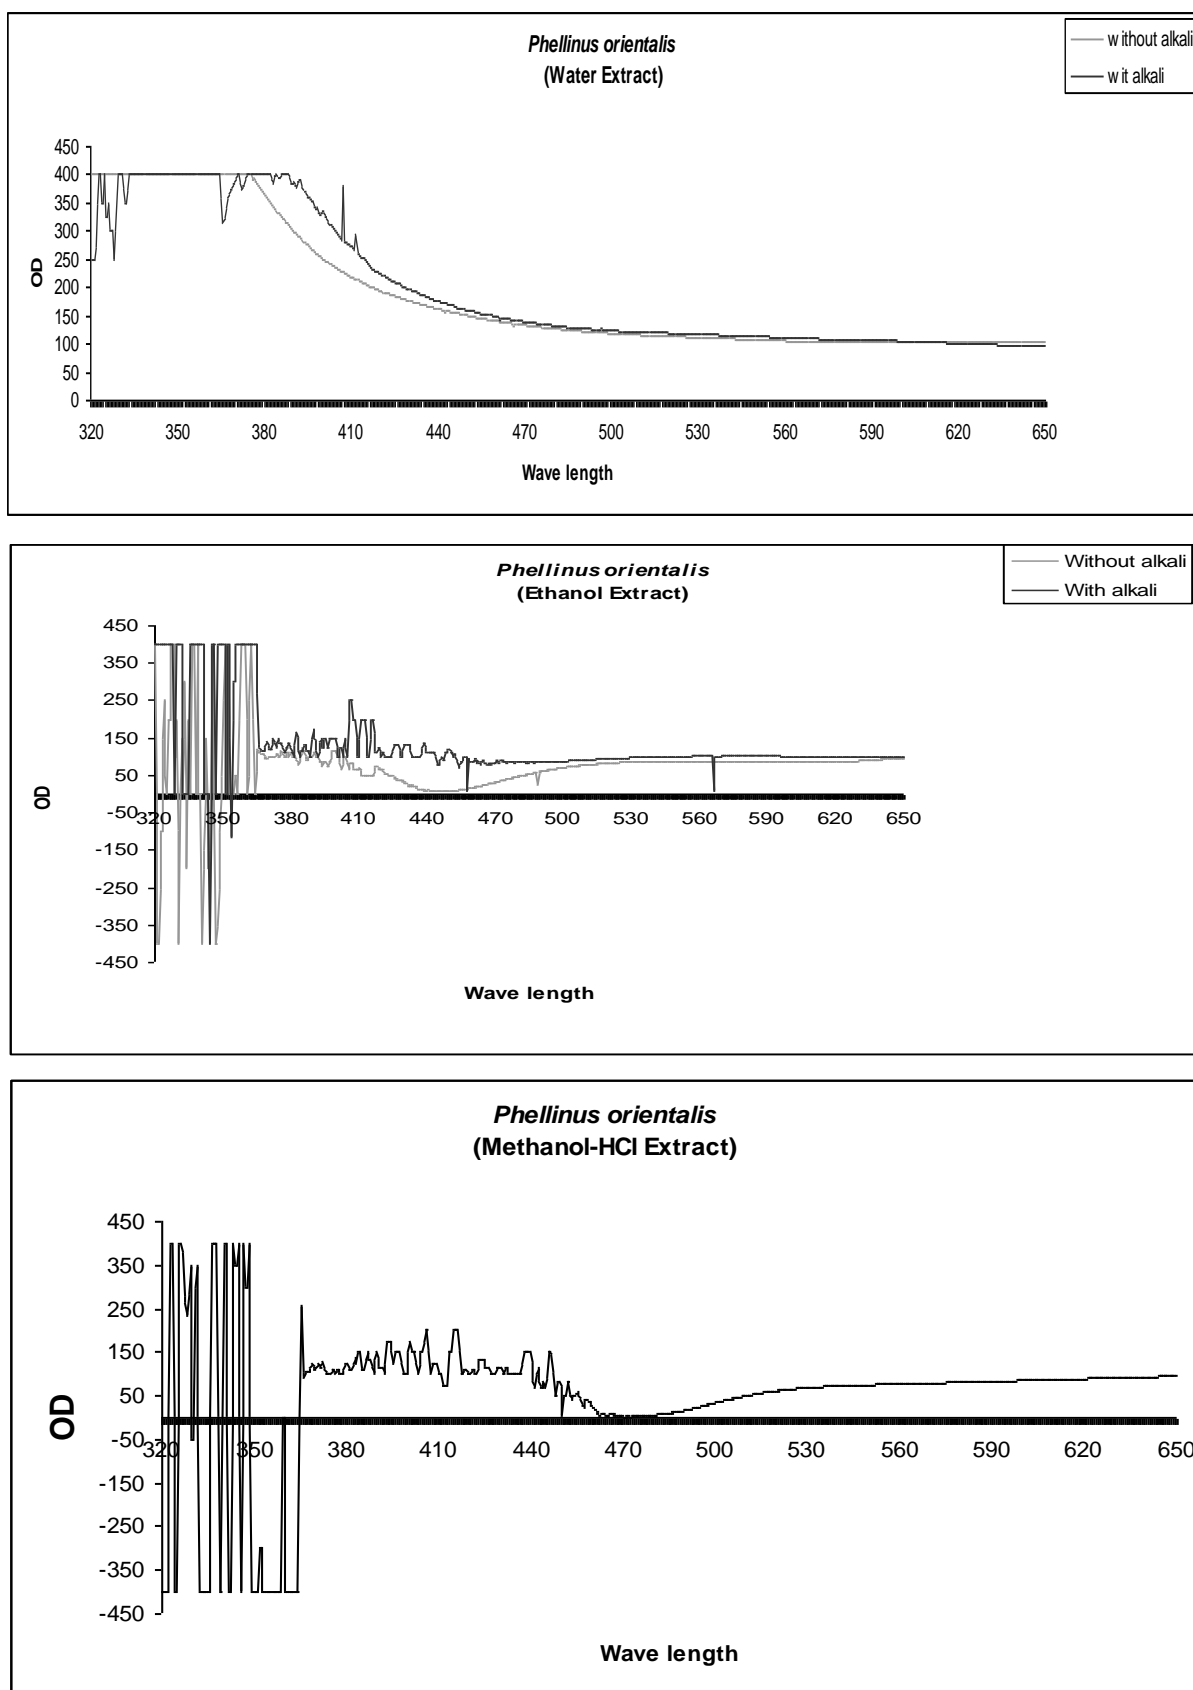 Phellinus orientalis
(Water Extract)
without alkali
wit alkali
450
400
350
300
250
200
150
100
50
0
OD
320 350 380 410 440 470 500 530 560 590 620 650
Wave length
Phellinus orientalis
(Ethanol Extract)
Without alkali
With alkali
450
350
250
150
50
-50
-150
-250
-350
-450
OD
320 350 380 410 440 470 500 530 560 590 620 650
Wave length
Phellinus orientalis
(Methanol-HCl Extract)
450
350
250
150
50
-50
-150
-250
-350
-450
OD
320 350 380 410 440 470 500 530 560 590 620 650
Wave length